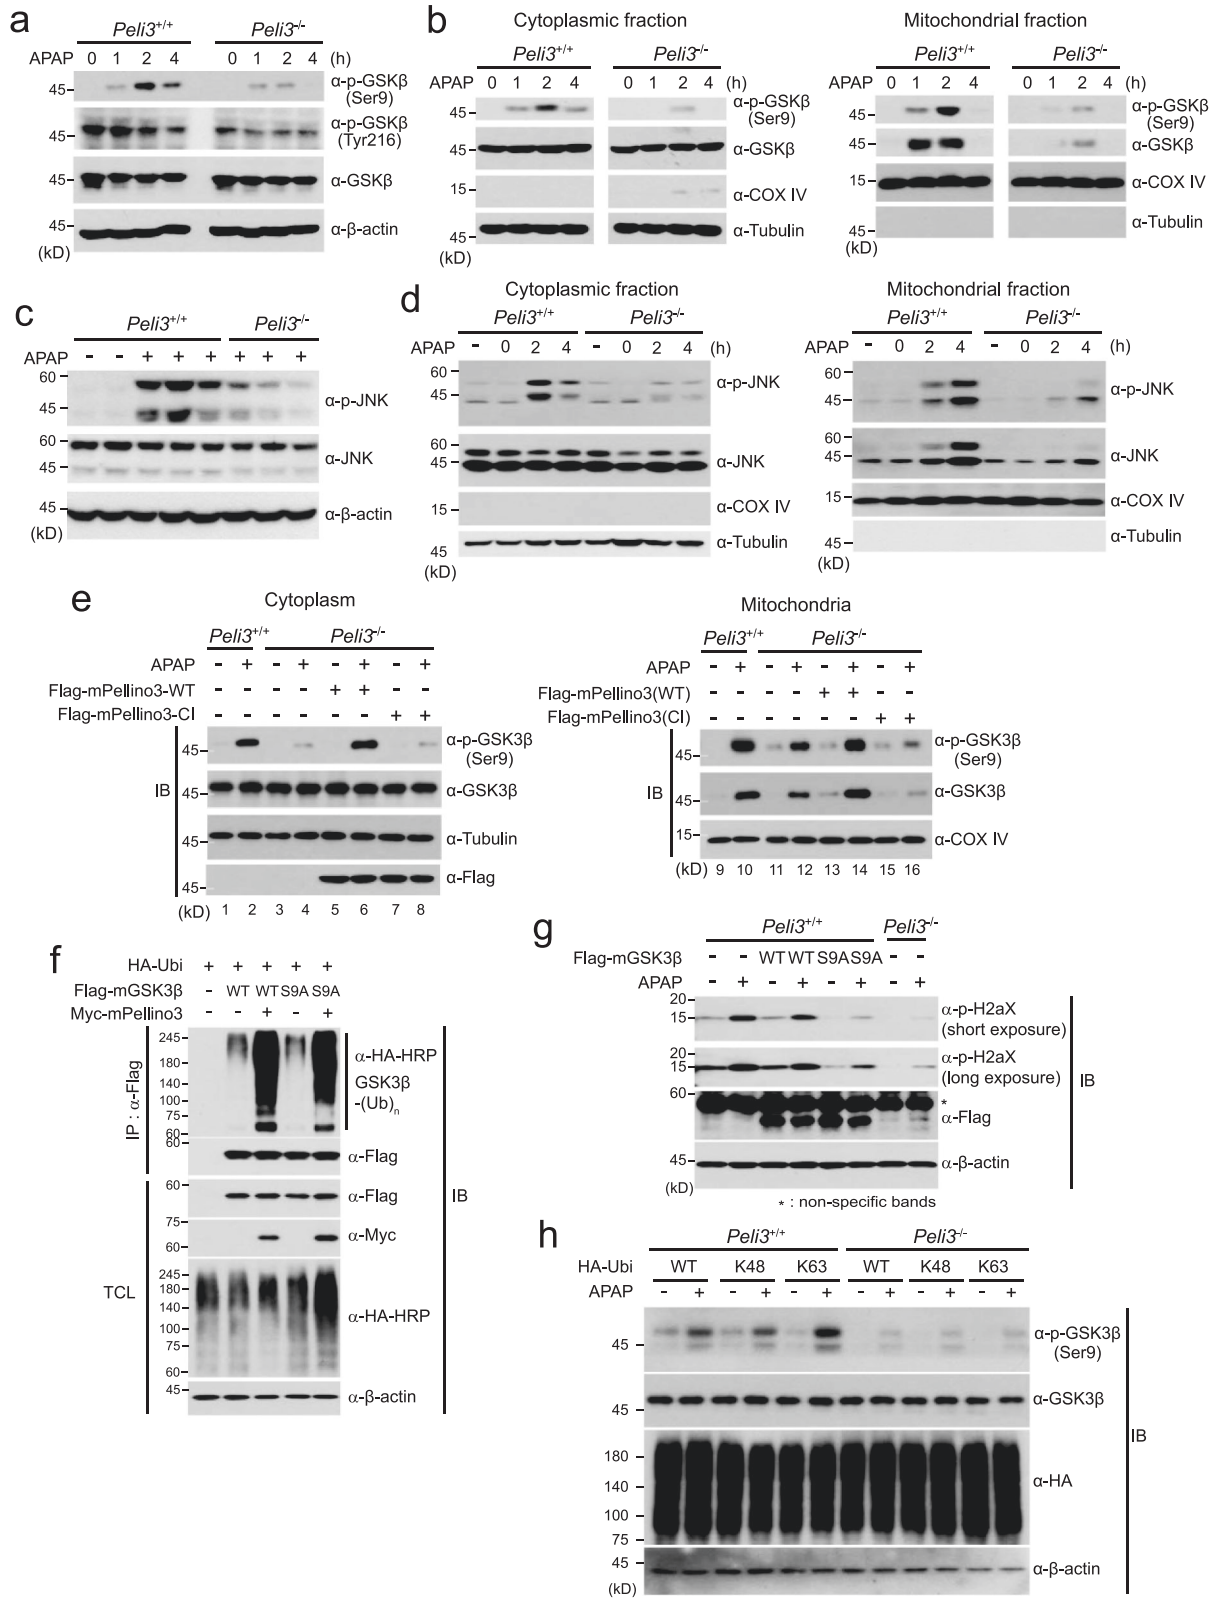 a
Peli3+/+ Peli3-/-
APAP 0 1 2 4 0 1 2 4 (h)
45 α-p-GSKβ
(Ser9)
45 α-p-GSKβ
(Tyr216)
45 α-GSKβ
45 α-β-actin
(kD)
b
Cytoplasmic fraction
Peli3+/+ Peli3-/-
APAP 0 1 2 4 0 1 2 4 (h)
45 α-p-GSKβ
(Ser9)
45 α-GSKβ
15 α-COX IV
45 α-Tubulin
(kD)
Mitochondrial fraction
Peli3+/+ Peli3-/-
APAP 0 1 2 4 0 1 2 4 (h)
45 α-p-GSKβ
(Ser9)
45 α-GSKβ
15 α-COX IV
45 α-Tubulin
(kD)
c
Peli3+/+ Peli3-/-
APAP - - + + + + + +
60
45 α-p-JNK
60
45 α-JNK
45 α-β-actin
(kD)
d
Cytoplasmic fraction
Peli3+/+ Peli3-/-
APAP - 0 2 4 - 0 2 4 (h)
60
45 α-p-JNK
60
45 α-JNK
15 α-COX IV
45 α-Tubulin
(kD)
Mitochondrial fraction
Peli3+/+ Peli3-/-
APAP - 0 2 4 - 0 2 4 (h)
60
45 α-p-JNK
60
45 α-JNK
15 α-COX IV
45 α-Tubulin
(kD)
e
Cytoplasm
Peli3+/+ Peli3-/-
APAP - + - + - + - +
Flag-mPellino3-WT - - - - + + - -
Flag-mPellino3-CI - - - - - - + +
IB
45 α-p-GSK3β
(Ser9)
45 α-GSK3β
45 α-Tubulin
45 α-Flag
(kD) 1 2 3 4 5 6 7 8
Mitochondria
Peli3+/+ Peli3-/-
APAP - + - + - + - +
Flag-mPellino3(WT) - - - - + + - -
Flag-mPellino3(CI) - - - - - - + +
IB
45 α-p-GSK3β
(Ser9)
45 α-GSK3β
15 α-COX IV
(kD) 9 10 11 12 13 14 15 16
f
HA-Ubi + + + + +
Flag-mGSK3β - WT WT S9A S9A
Myc-mPellino3 - - + - +
IP : α-Flag
245
180
140
100
75
60
α-HA-HRP
GSK3β
-(Ub)n
60 α-Flag
TCL
60 α-Flag
75
60 α-Myc
245
180
140
100
75
60
α-HA-HRP
45 α-β-actin
IB
g
Peli3+/+ Peli3-/-
Flag-mGSK3β - - WT WT S9A S9A - -
APAP - + - + - + - +
20
15 α-p-H2aX
(short exposure)
20
15 α-p-H2aX
(long exposure)
60 *
α-Flag
45 α-β-actin
(kD)
IB
* : non-specific bands
h
Peli3+/+ Peli3-/-
HA-Ubi WT K48 K63 WT K48 K63
APAP - + - + - + - + - + - +
45 α-p-GSK3β
(Ser9)
45 α-GSK3β
180
140
100
75
α-HA
45 α-β-actin
(kD)
IB